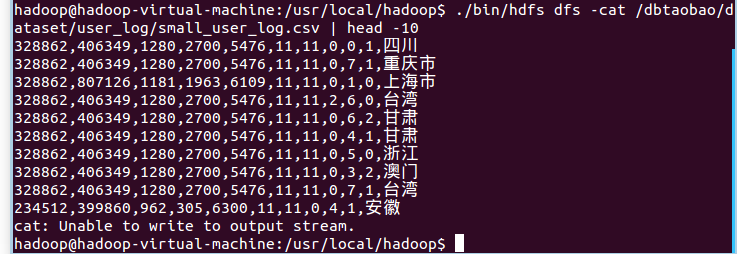 hadoop@hadoop-virtual-machine:/usr/local/hadoop$ ./bin/hdfs dfs -cat /dbtaobao/d
ataset/user_log/small_user_log.csv | head -10
328862,406349,1280,2700,5476,11,11,0,0,1,四川
328862,406349,1280,2700,5476,11,11,0,7,1,重庆市
328862,807126,1181,1963,6109,11,11,0,1,0,上海市
328862,406349,1280,2700,5476,11,11,2,6,0,台湾
328862,406349,1280,2700,5476,11,11,0,6,2,甘肃
328862,406349,1280,2700,5476,11,11,0,4,1,甘肃
328862,406349,1280,2700,5476,11,11,0,5,0,浙江
328862,406349,1280,2700,5476,11,11,0,3,2,澳门
328862,406349,1280,2700,5476,11,11,0,7,1,台湾
234512,399860,962,305,6300,11,11,0,4,1,安徽
cat: Unable to write to output stream.
hadoop@hadoop-virtual-machine:/usr/local/hadoop$